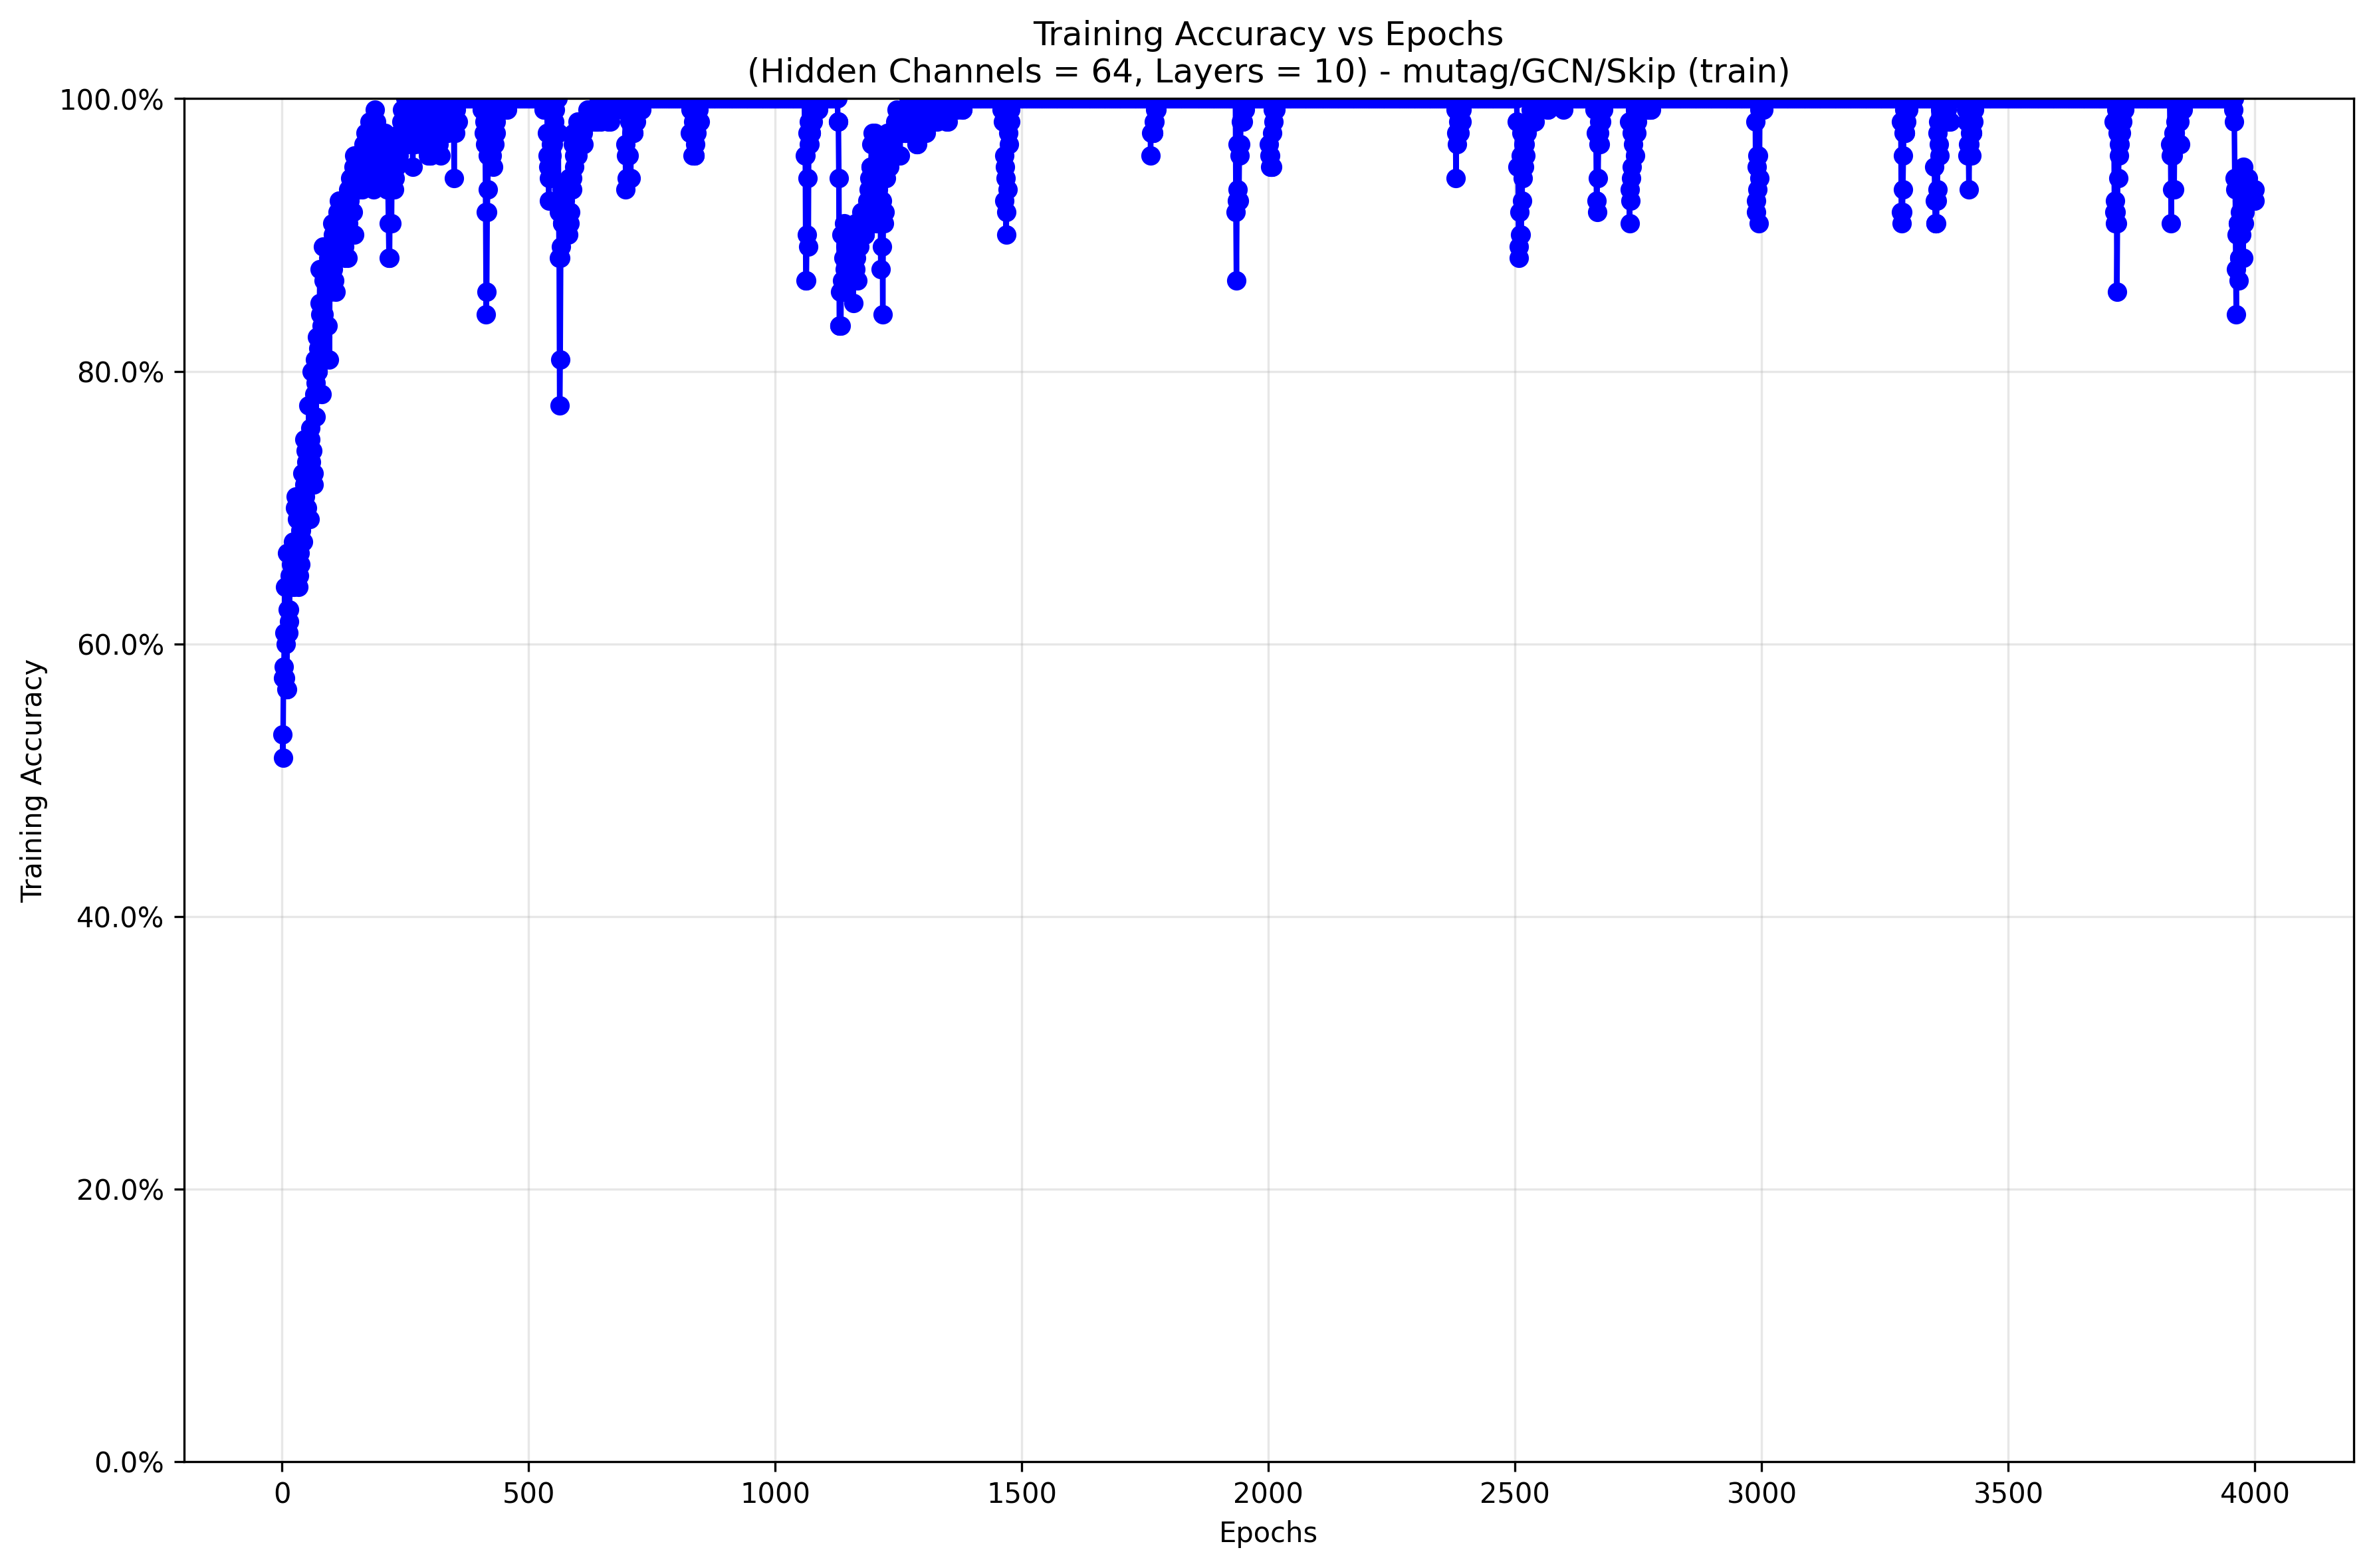 Training Accuracy vs Epochs
(Hidden Channels = 64, Layers = 10) - mutag/GCN/Skip (train)
100.0%
80.0%
60.0%
40.0%
20.0%
0.0%
Training Accuracy
0 500 1000 1500 2000 2500 3000 3500 4000
Epochs